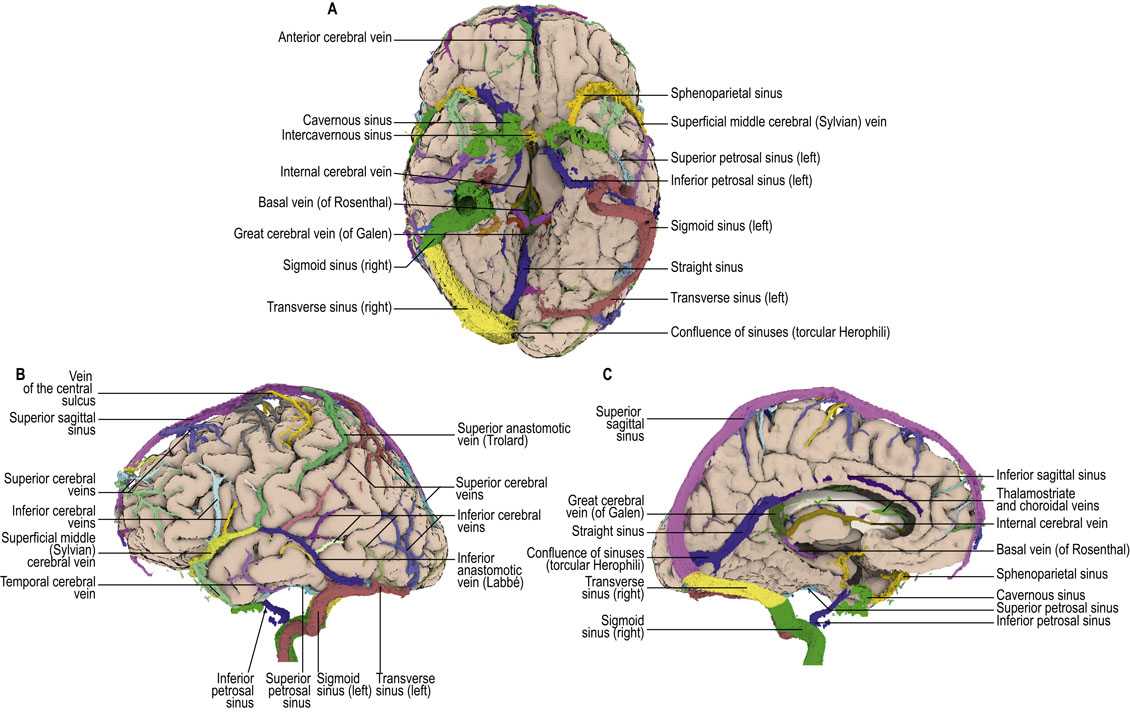 A
Anterior cerebral vein
Cavernous sinus
Intercavernous sinus
Internal cerebral vein
Basal vein (of Rosenthal)
Great cerebral vein (of Galen)
Sigmoid sinus (right)
Transverse sinus (right)
Sphenoparietal sinus
Superficial middle cerebral (Sylvian) vein
Superior petrosal sinus (left)
Inferior petrosal sinus (left)
Sigmoid sinus (left)
Straight sinus
Transverse sinus (left)
Confluence of sinuses (torcular Herophili)
B
Vein
of the central
sulcus
Superior sagittal
sinus
Superior cerebral
veins
Inferior cerebral
veins
Superficial middle
(Sylvian)
cerebral vein
Temporal cerebral
vein
Superior anastomotic
vein (Trolard)
Superior cerebral
veins
Inferior cerebral
veins
Inferior
anastomotic
vein (Labbé)
Inferior
petrosal
sinus
Superior
petrosal
sinus
Sigmoid
sinus (left)
Transverse
sinus (left)
C
Superior
sagittal
sinus
Great cerebral
vein (of Galen)
Straight sinus
Confluence of sinuses
(torcular Herophili)
Transverse
sinus (right)
Sigmoid
sinus (right)
Inferior sagittal sinus
Thalamostriate
and choroidal veins
Internal cerebral vein
Basal vein (of Rosenthal)
Sphenoparietal sinus
Cavernous sinus
Superior petrosal sinus
Inferior petrosal sinus